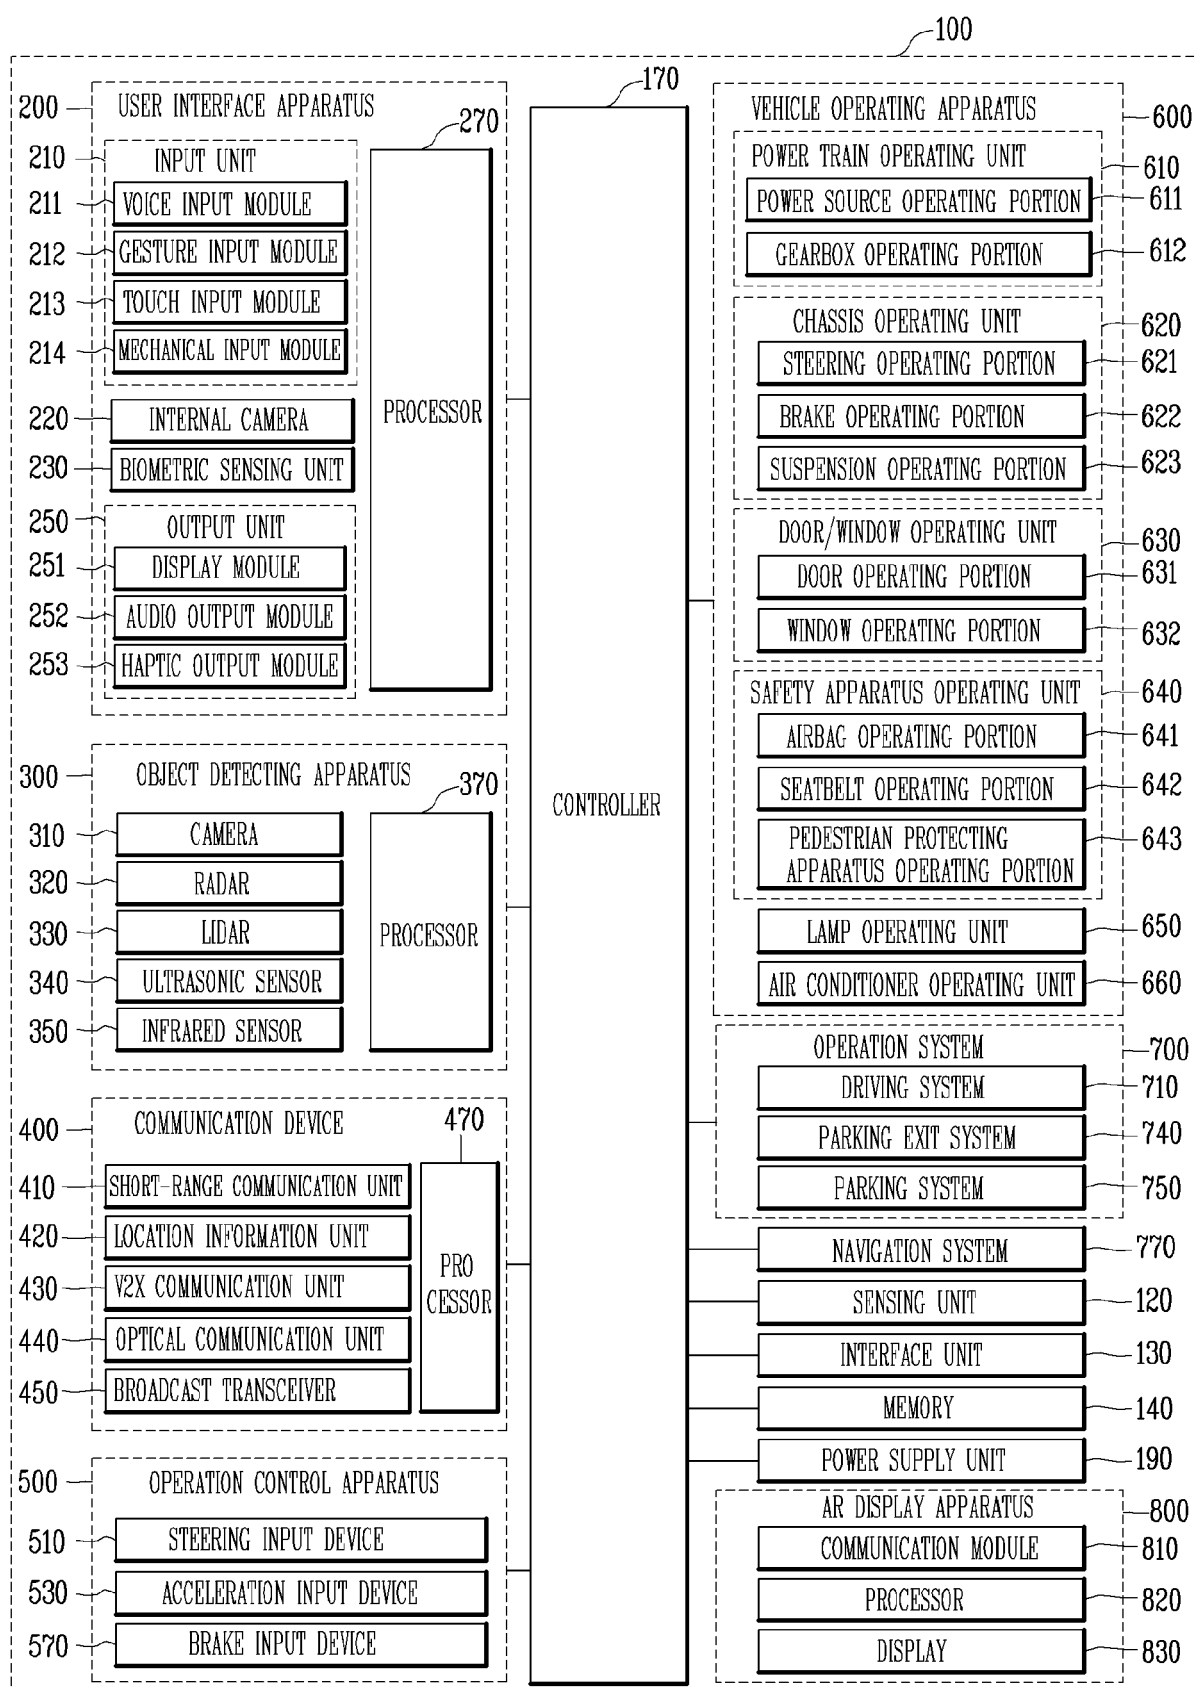 100
200
USER INTERFACE APPARATUS
270
210
INPUT UNIT
211
VOICE INPUT MODULE
212
GESTURE INPUT MODULE
213
TOUCH INPUT MODULE
214
MECHANICAL INPUT MODULE
PROCESSOR
220
INTERNAL CAMERA
230
BIOMETRIC SENSING UNIT
250
OUTPUT UNIT
251
DISPLAY MODULE
252
AUDIO OUTPUT MODULE
253
HAPTIC OUTPUT MODULE
300
OBJECT DETECTING APPARATUS
370
310
CAMERA
320
RADAR
330
LIDAR
PROCESSOR
340
ULTRASONIC SENSOR
350
INFRARED SENSOR
400
COMMUNICATION DEVICE
470
410
SHORT-RANGE COMMUNICATION UNIT
420
LOCATION INFORMATION UNIT
430
V2X COMMUNICATION UNIT
PRO
CESSOR
440
OPTICAL COMMUNICATION UNIT
450
BROADCAST TRANSCEIVER
500
OPERATION CONTROL APPARATUS
510
STEERING INPUT DEVICE
530
ACCELERATION INPUT DEVICE
570
BRAKE INPUT DEVICE
170
CONTROLLER
VEHICLE OPERATING APPARATUS
600
POWER TRAIN OPERATING UNIT
610
POWER SOURCE OPERATING PORTION
611
GEARBOX OPERATING PORTION
612
CHASSIS OPERATING UNIT
620
STEERING OPERATING PORTION
621
BRAKE OPERATING PORTION
622
SUSPENSION OPERATING PORTION
623
DOOR/WINDOW OPERATING UNIT
630
DOOR OPERATING PORTION
631
WINDOW OPERATING PORTION
632
SAFETY APPARATUS OPERATING UNIT
640
AIRBAG OPERATING PORTION
641
SEATBELT OPERATING PORTION
642
PEDESTRIAN PROTECTING
APPARATUS OPERATING PORTION
643
LAMP OPERATING UNIT
650
AIR CONDITIONER OPERATING UNIT
660
OPERATION SYSTEM
700
DRIVING SYSTEM
710
PARKING EXIT SYSTEM
740
PARKING SYSTEM
750
NAVIGATION SYSTEM
770
SENSING UNIT
120
INTERFACE UNIT
130
MEMORY
140
POWER SUPPLY UNIT
190
AR DISPLAY APPARATUS
800
COMMUNICATION MODULE
810
PROCESSOR
820
DISPLAY
830